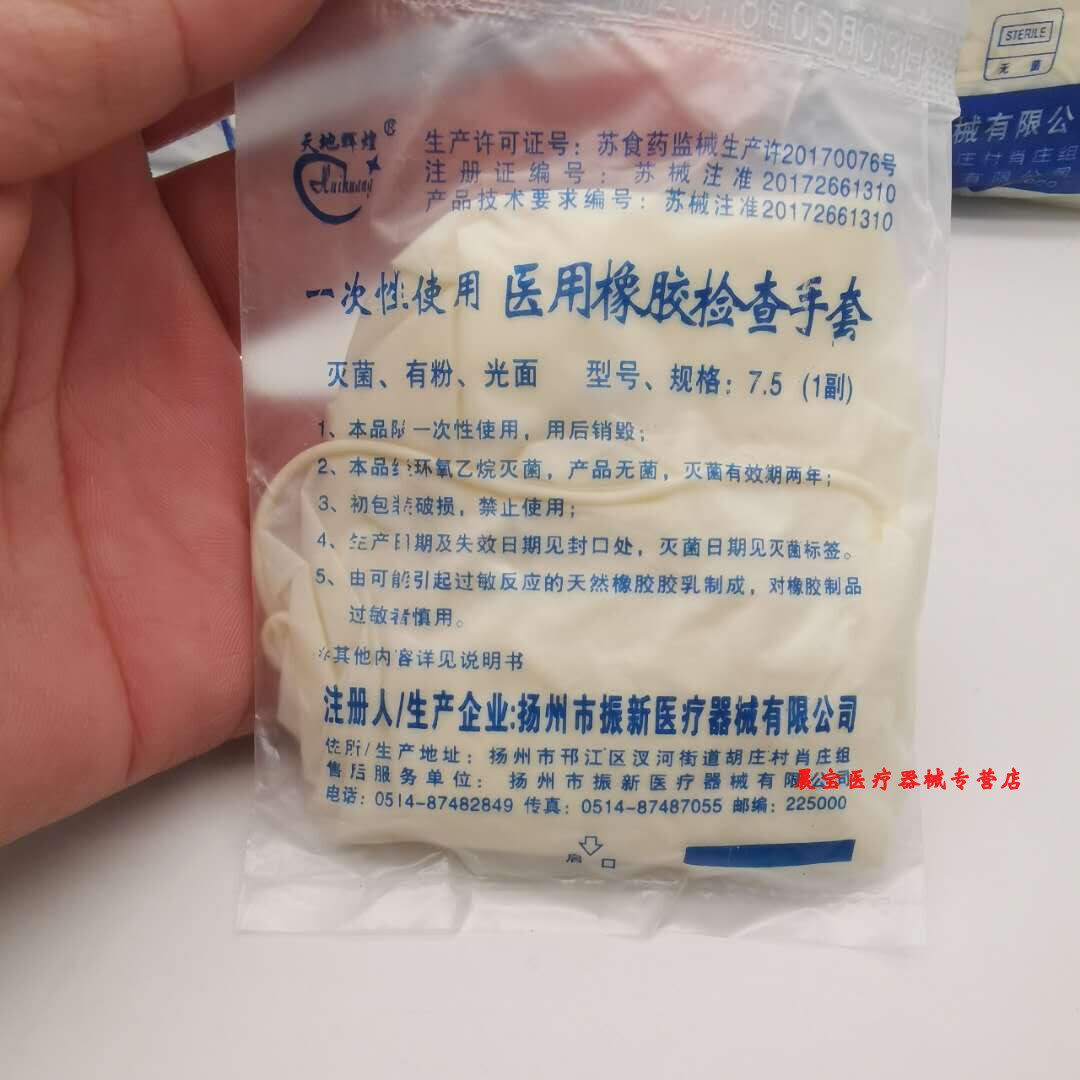 天地辉煌®
Huihuang
生产许可证号：苏食药监械生产许20170076号
注册证编号：苏械注准 20172661310
产品技术要求编号：苏械注准20172661310
一次性使用 医用橡胶检查手套
灭菌、有粉、光面 型号、规格：7.5 (1副)
1、本品限一次性使用，用后销毁；
2、本品经环氧乙烷灭菌，产品无菌，灭菌有效期两年；
3、初包装破损，禁止使用；
4、生产日期及失效日期见封口处，灭菌日期见灭菌标签。
5、由可能引起过敏反应的天然橡胶胶乳制成，对橡胶制品
过敏者慎用。
※其他内容详见说明书
注册人/生产企业:扬州市振新医疗器械有限公司
住所/生产地址：扬州市邗江区汊河街道胡庄村肖庄组
售后服务单位：扬州市振新医疗器械有限公司
电话：0514-87482849 传真：0514-87487055 邮编：225000
启口
晨宝医疗器械专营店
STERILE
无菌
械有限公
庄村肖庄组
有限公司